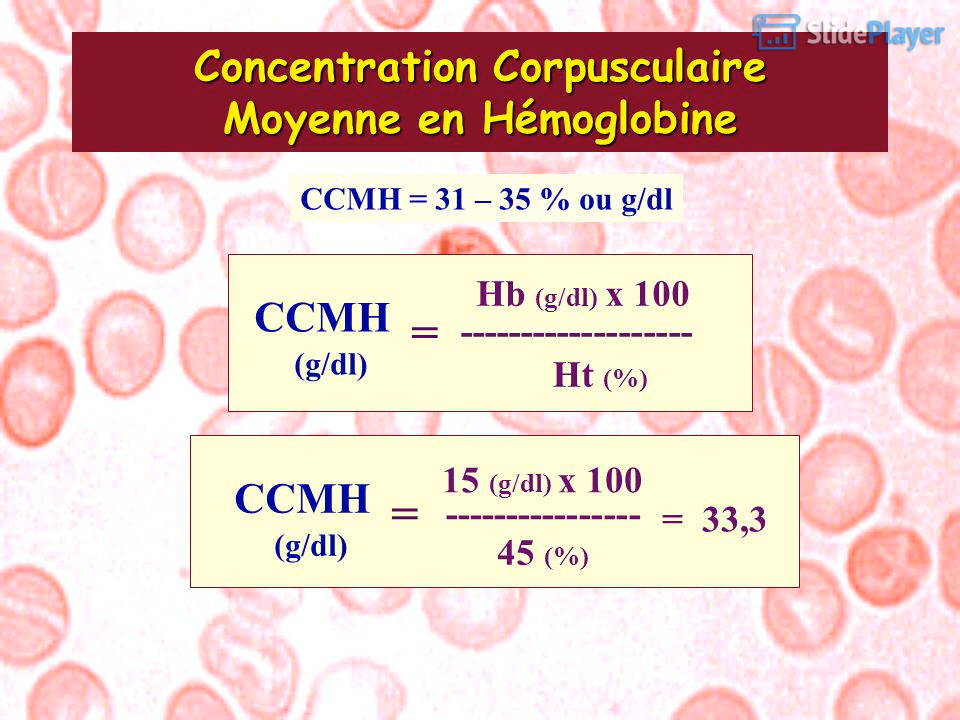 SlidePlayer
Concentration Corpusculaire
Moyenne en Hémoglobine
CCMH = 31 – 35 % ou g/dl
Hb (g/dl) x 100
CCMH = -------------------
(g/dl)
Ht (%)
15 (g/dl) x 100
CCMH = ---------------- = 33,3
(g/dl)
45 (%)